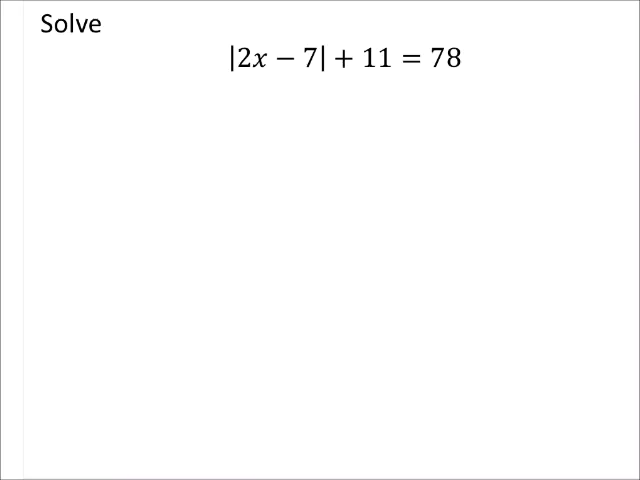 Solve
|2𝑥 − 7| + 11 = 78